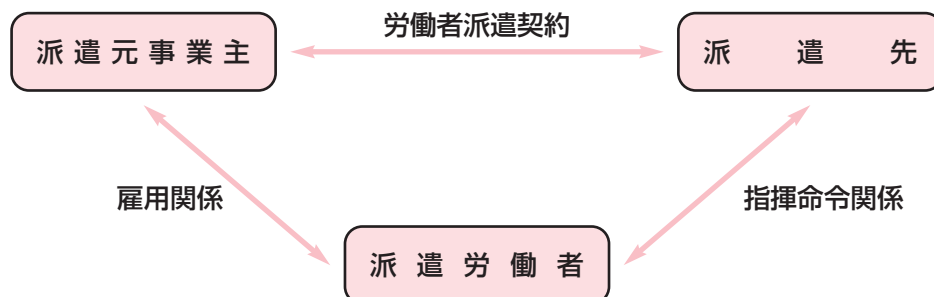 労働者派遣契約
派遣元事業主
派遣先
雇用関係
指揮命令関係
派遣労働者